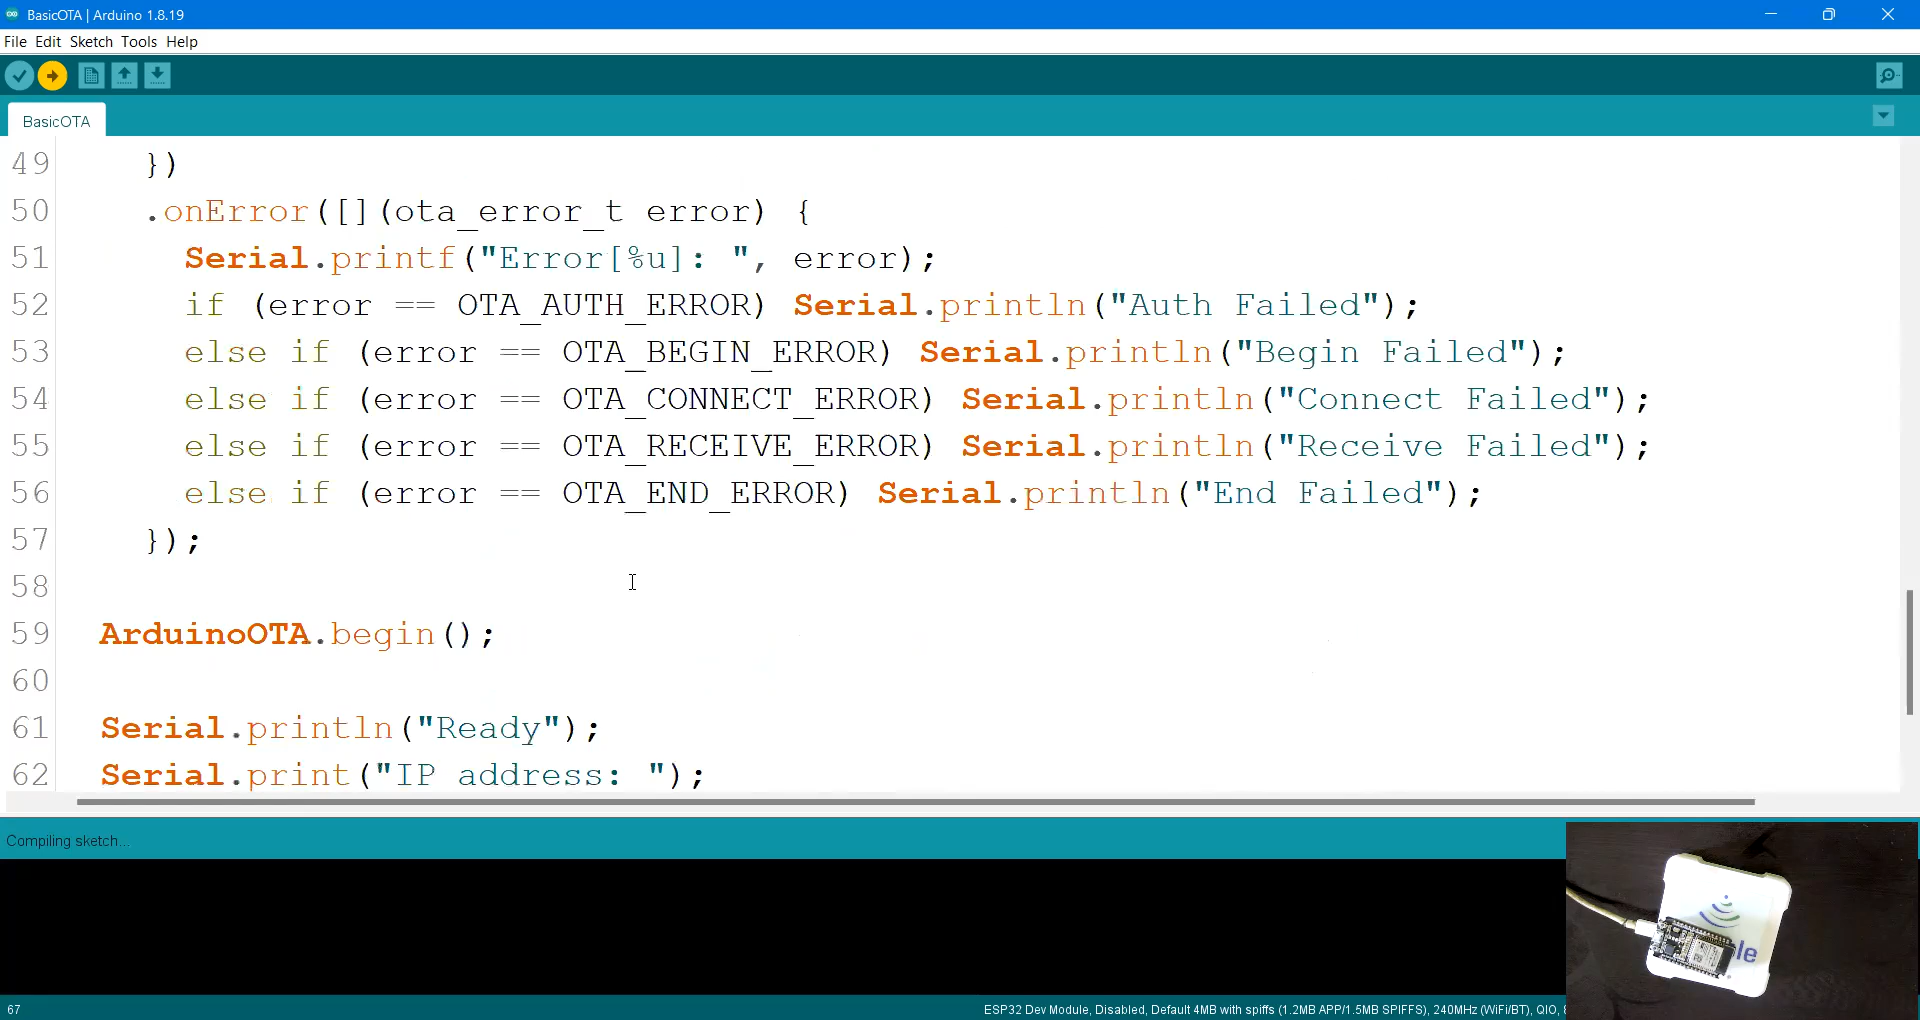 BasicOTA | Arduino 1.8.19
File Edit Sketch Tools Help
BasicOTA
49 })
50 .onError([](ota_error_t error) {
51 Serial.printf("Error[%u]: ", error);
52 if (error == OTA_AUTH_ERROR) Serial.println("Auth Failed");
53 else if (error == OTA_BEGIN_ERROR) Serial.println("Begin Failed");
54 else if (error == OTA_CONNECT_ERROR) Serial.println("Connect Failed");
55 else if (error == OTA_RECEIVE_ERROR) Serial.println("Receive Failed");
56 else if (error == OTA_END_ERROR) Serial.println("End Failed");
57 });
58
59 ArduinoOTA.begin();
60
61 Serial.println("Ready");
62 Serial.print("IP address: ");
Compiling sketch...
le
67 ESP32 Dev Module, Disabled, Default 4MB with spiffs (1.2MB APP/1.5MB SPIFFS), 240MHz (WiFi/BT), QIO,